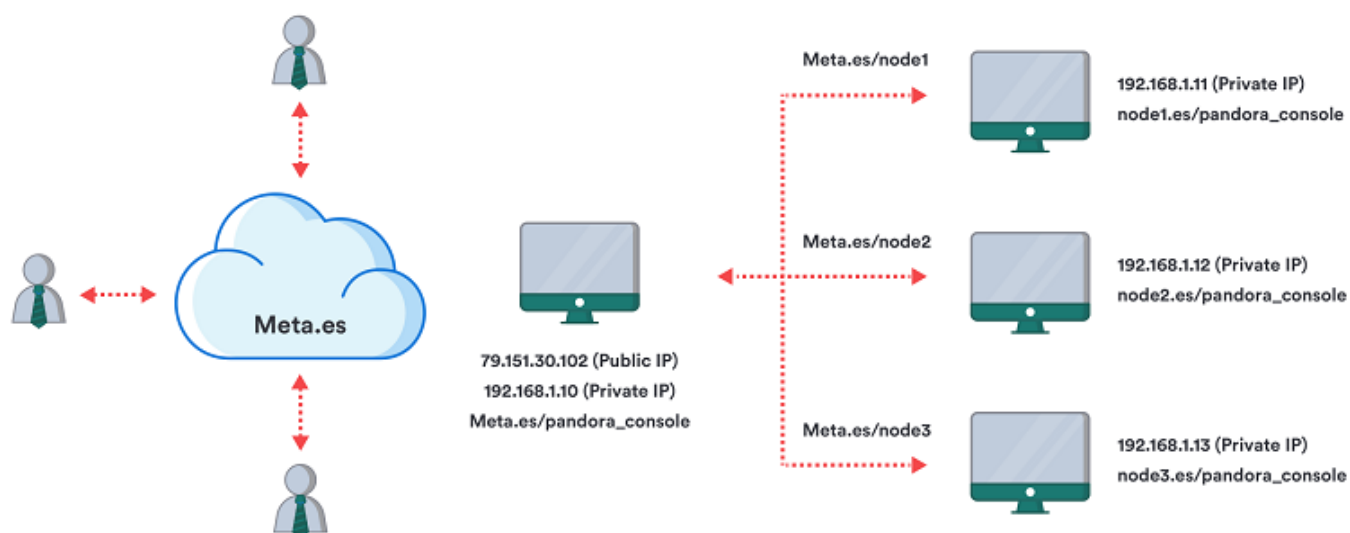 Meta.es
79.151.30.102 (Public IP)
192.168.1.10 (Private IP)
Meta.es/pandora_console
Meta.es/node1
192.168.1.11 (Private IP)
node1.es/pandora_console
Meta.es/node2
192.168.1.12 (Private IP)
node2.es/pandora_console
Meta.es/node3
192.168.1.13 (Private IP)
node3.es/pandora_console